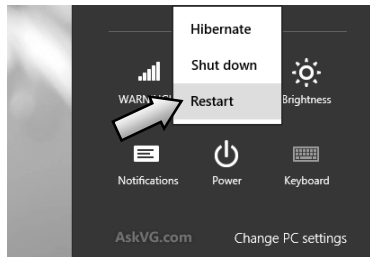 Hibernate
Shut down
Restart
Brightness
Notifications
Power
Keyboard
AskVG.com
Change PC settings